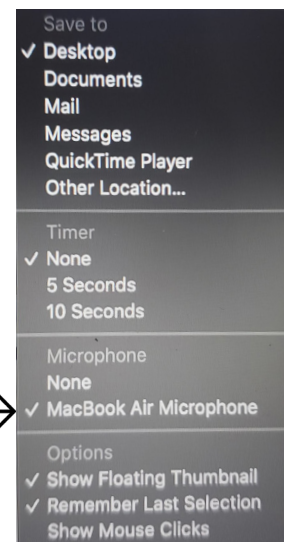 Save to
✓ Desktop
Documents
Mail
Messages
QuickTime Player
Other Location...
Timer
✓ None
5 Seconds
10 Seconds
Microphone
None
✓ MacBook Air Microphone
Options
✓ Show Floating Thumbnail
✓ Remember Last Selection
Show Mouse Clicks